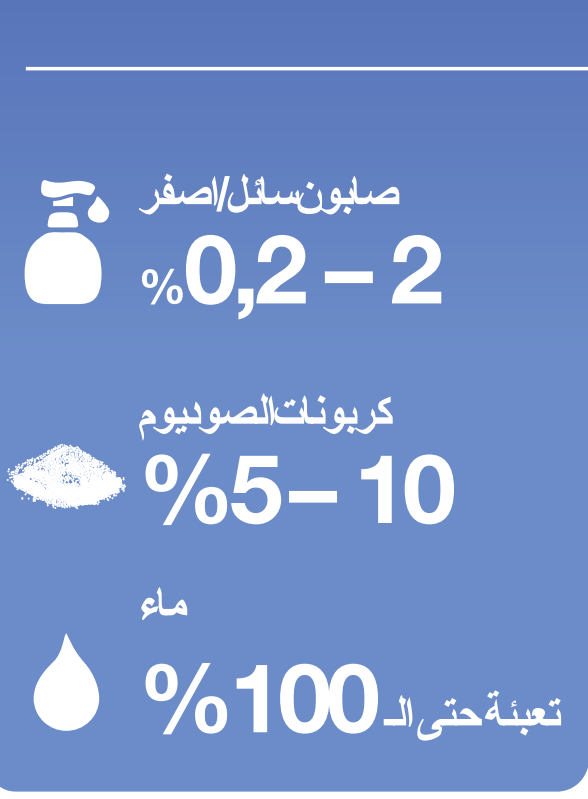 صابون سائل/اصفر
%0,2 – 2
كربونات الصوديوم
%5 – 10
ماء
تعبئة حتى الـ 100%